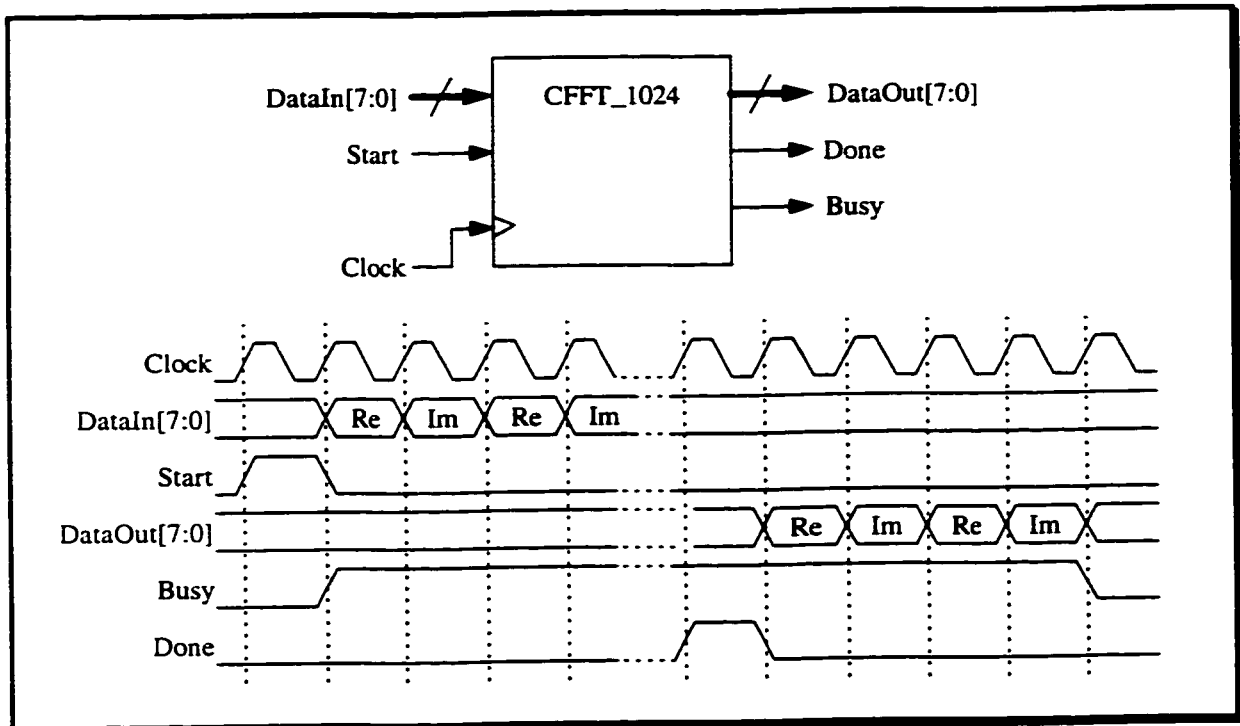 DataIn[7:0] CFFT_1024 DataOut[7:0]
Start Done
Busy
Clock
Clock
DataIn[7:0] Re Im Re Im
Start
DataOut[7:0] Re Im Re Im
Busy
Done